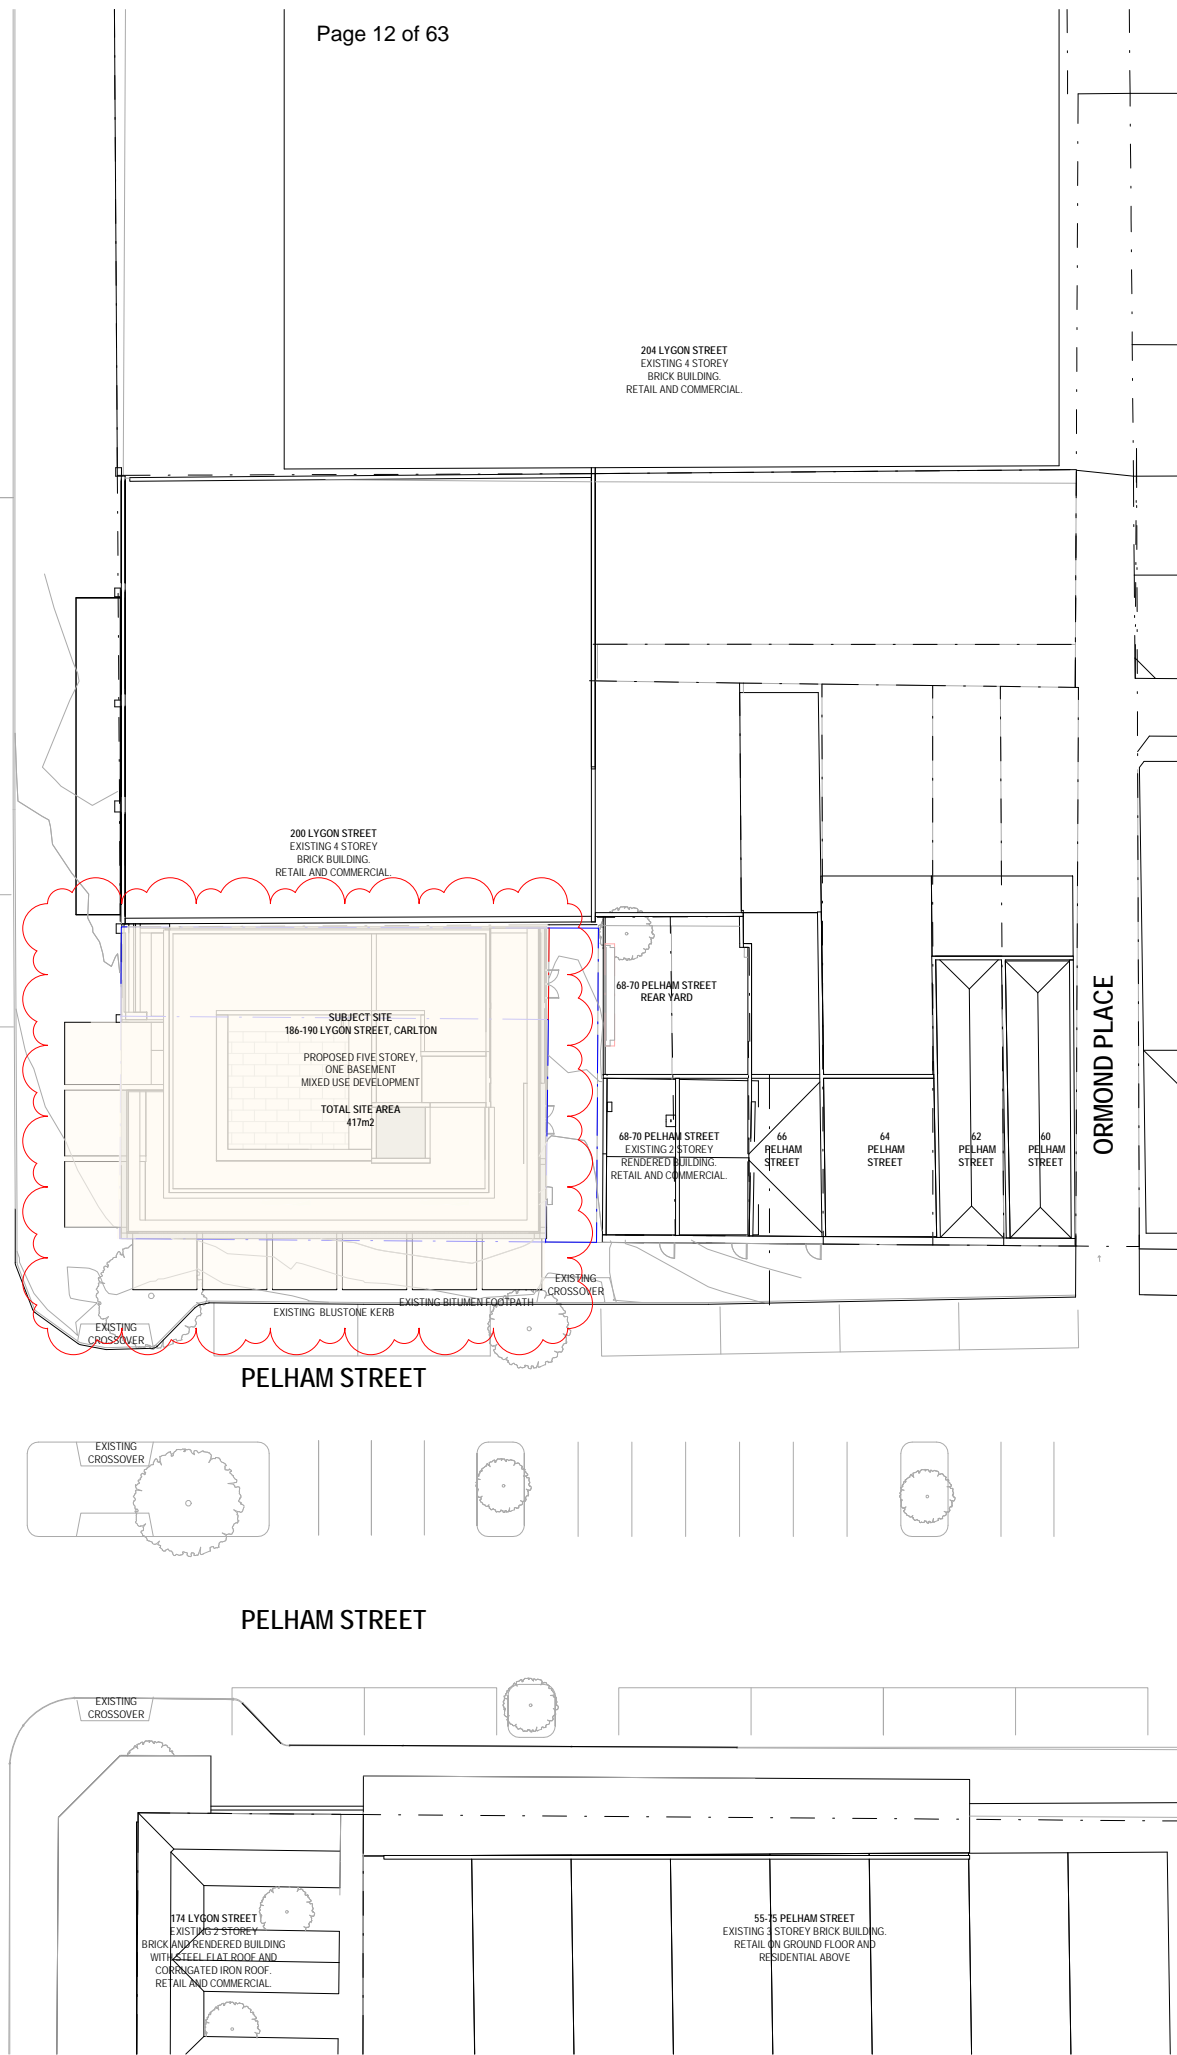 Page 12 of 63
204 LYGON STREET
EXISTING 4 STOREY
BRICK BUILDING.
RETAIL AND COMMERCIAL.
200 LYGON STREET
EXISTING 4 STOREY
BRICK BUILDING.
RETAIL AND COMMERCIAL.
SUBJECT SITE
186-190 LYGON STREET, CARLTON
PROPOSED FIVE STOREY,
ONE BASEMENT
MIXED USE DEVELOPMENT
TOTAL SITE AREA
417m2
68-70 PELHAM STREET
REAR YARD
68-70 PELHAM STREET
EXISTING 2 STOREY
RENDERED BUILDING.
RETAIL AND COMMERCIAL.
66
PELHAM
STREET
64
PELHAM
STREET
62
PELHAM
STREET
60
PELHAM
STREET
ORMOND PLACE
EXISTING
CROSSOVER
EXISTING BITUMEN FOOTPATH
EXISTING BLUSTONE KERB
EXISTING
CROSSOVER
PELHAM STREET
EXISTING
CROSSOVER
PELHAM STREET
EXISTING
CROSSOVER
174 LYGON STREET
EXISTING 2 STOREY
BRICK AND RENDERED BUILDING
WITH STEEL FLAT ROOF AND
CORRUGATED IRON ROOF.
RETAIL AND COMMERCIAL.
55-75 PELHAM STREET
EXISTING 3 STOREY BRICK BUILDING.
RETAIL ON GROUND FLOOR AND
RESIDENTIAL ABOVE